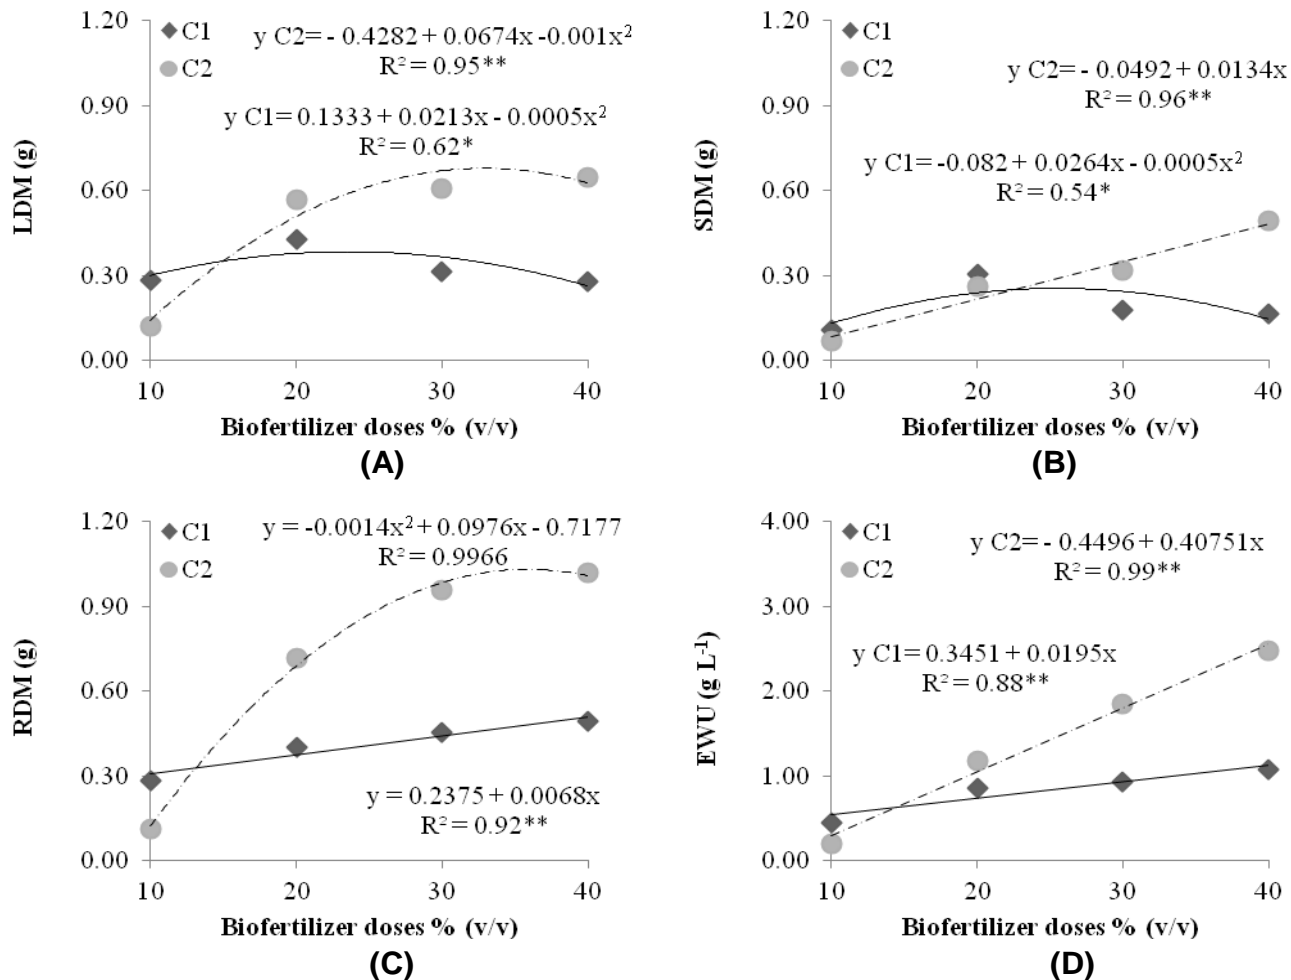 1.20
C1
C2
y C2= - 0.4282 + 0.0674x -0.001x²
R² = 0.95**
0.90
y C1= 0.1333 + 0.0213x - 0.0005x²
R² = 0.62*
LDM (g)
0.60
0.30
0.00
10 20 30 40
Biofertilizer doses % (v/v)
(A)
1.20
C1
C2
y C2= - 0.0492 + 0.0134x
R² = 0.96**
0.90
y C1= -0.082 + 0.0264x - 0.0005x²
R² = 0.54*
SDM (g)
0.60
0.30
0.00
10 20 30 40
Biofertilizer doses % (v/v)
(B)
1.20
C1
C2
y = -0.0014x² + 0.0976x - 0.7177
R² = 0.9966
0.90
RDM (g)
0.60
0.30
y = 0.2375 + 0.0068x
R² = 0.92**
0.00
10 20 30 40
Biofertilizer doses % (v/v)
(C)
4.00
C1
C2
y C2= - 0.4496 + 0.40751x
R² = 0.99**
3.00
y C1= 0.3451 + 0.0195x
R² = 0.88**
EWU (g L⁻¹)
2.00
1.00
0.00
10 20 30 40
Biofertilizer doses % (v/v)
(D)